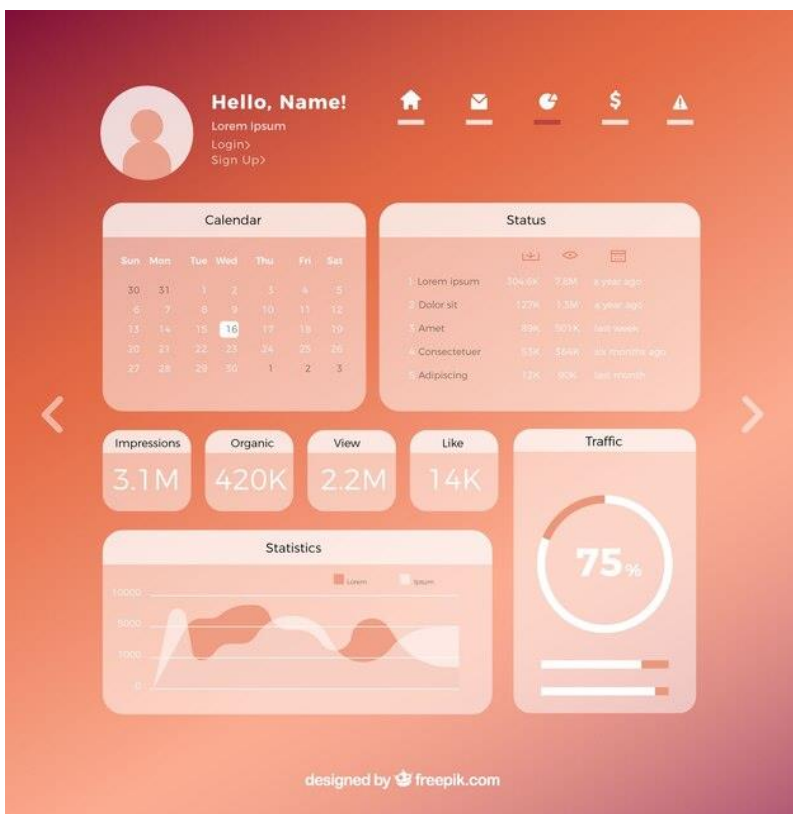 Hello, Name!
Lorem Ipsum
Login>
Sign Up>
$
Calendar
Sun Mon Tue Wed Thu Fri Sat
30 31 1 2 3 4 5
6 7 8 9 10 11 12
13 14 15 16 17 18 19
20 21 22 23 24 25 26
27 28 29 30 1 2 3
Status
1 Lorem ipsum 304,6K 7,6M a year ago
2 Dolor sit 127K 1,3M a year ago
3 Amet 89K 901K last week
4 Consectetuer 53K 364K six months ago
5 Adipiscing 12K 90K last month
Impressions
3.1M
Organic
420K
View
2.2M
Like
14K
Traffic
75%
Statistics
Lorem Ipsum
10000
5000
1000
0
designed by freepik.com